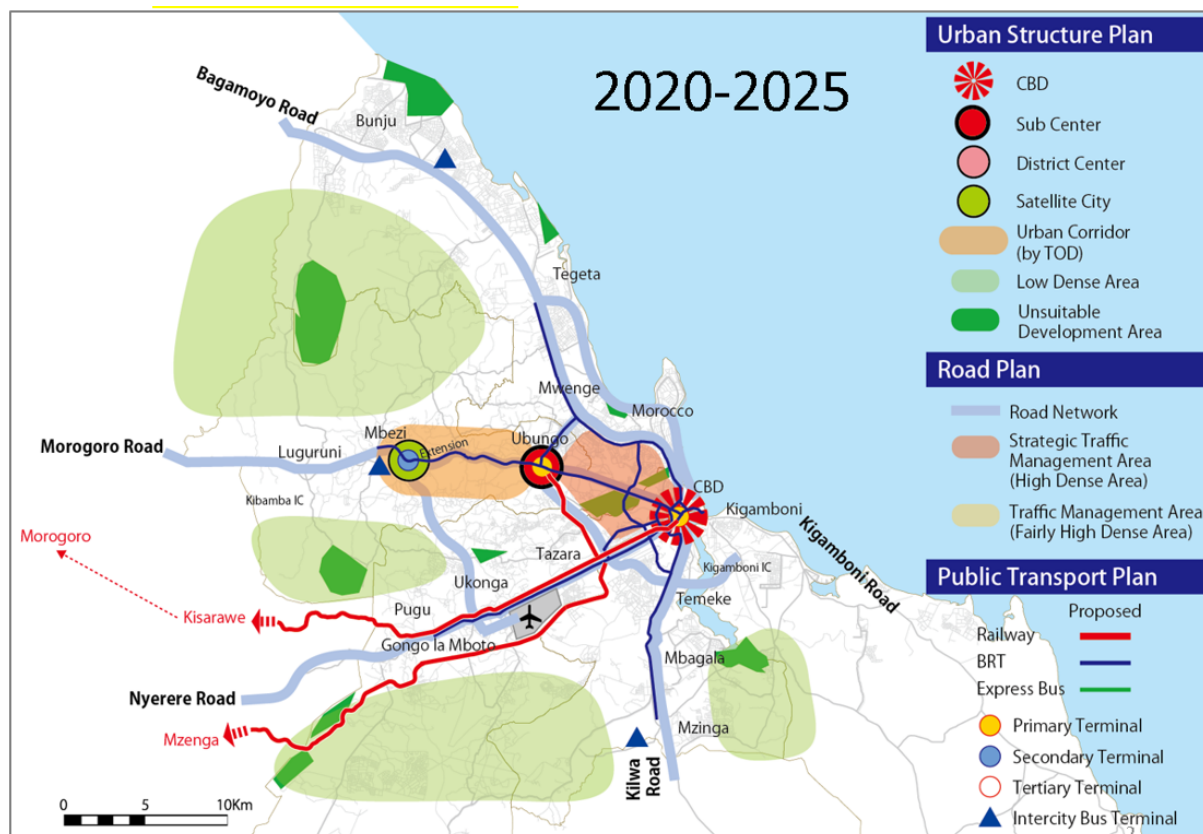 2020-2025
Bagamoyo Road
Bunju
Tegeta
Mwenge
Morocco
Morogoro Road
Luguruni
Mbezi
Extension
Ubungo
CBD
Kigamboni
Kigamboni Road
Kibamba IC
Kigamboni IC
Morogoro
Kisarawe
Tazara
Ukonga
Pugu
Temeke
Gongo la Mboto
Mbagala
Nyerere Road
Mzenga
Mzinga
Kilwa
Road
0 5 10Km
Urban Structure Plan
CBD
Sub Center
District Center
Satellite City
Urban Corridor
(by TOD)
Low Dense Area
Unsuitable
Development Area
Road Plan
Road Network
Strategic Traffic
Management Area
(High Dense Area)
Traffic Management Area
(Fairly High Dense Area)
Public Transport Plan
Proposed
Railway
BRT
Express Bus
Primary Terminal
Secondary Terminal
Tertiary Terminal
Intercity Bus Terminal